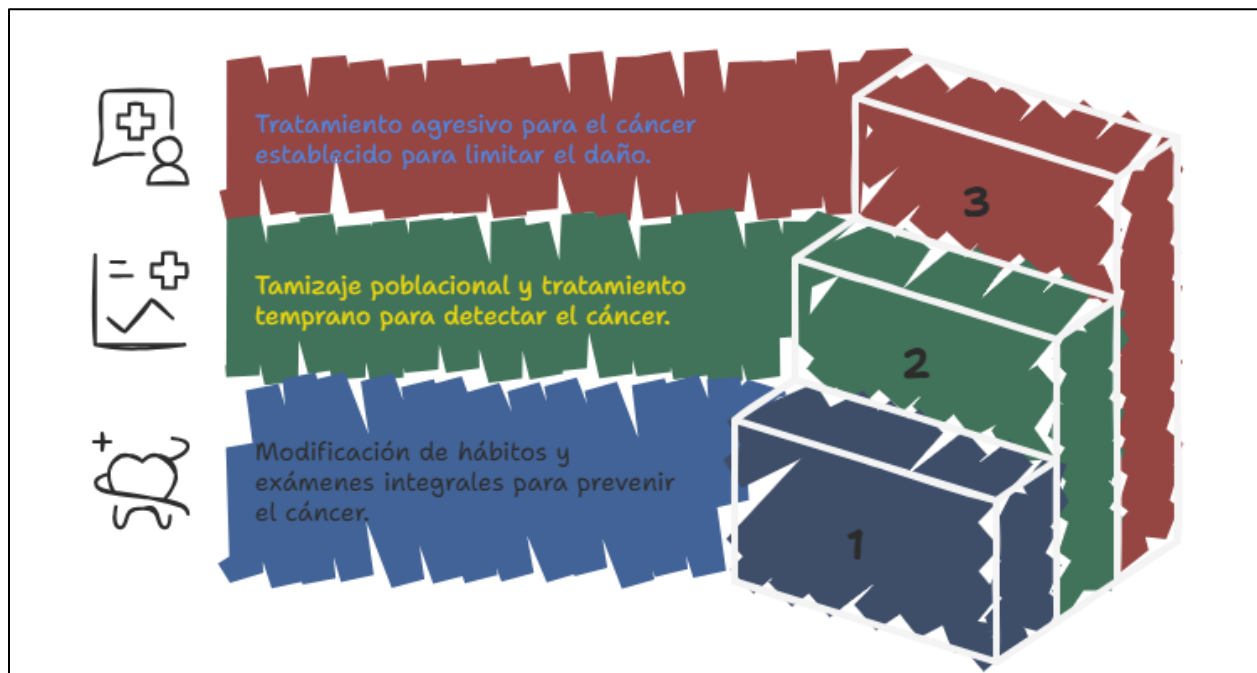 Tratamiento agresivo para el cáncer
establecido para limitar el daño.
3
Tamizaje poblacional y tratamiento
temprano para detectar el cáncer.
2
Modificación de hábitos y
exámenes integrales para prevenir
el cáncer.
1